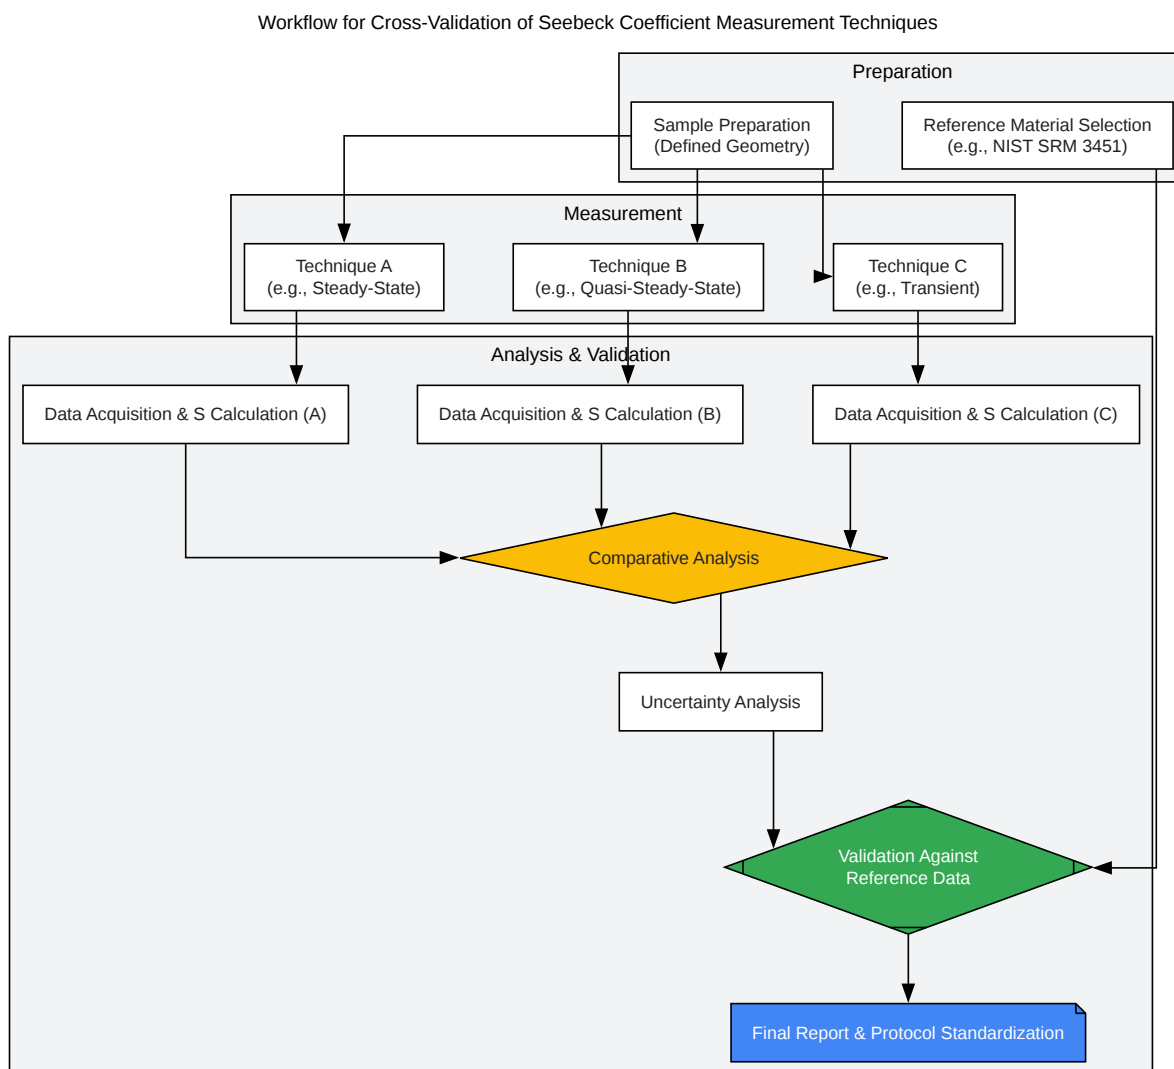 Workflow for Cross-Validation of Seebeck Coefficient Measurement Techniques
Preparation
Sample Preparation
(Defined Geometry)
Reference Material Selection
(e.g., NIST SRM 3451)
Measurement
Technique A
(e.g., Steady-State)
Technique B
(e.g., Quasi-Steady-State)
Technique C
(e.g., Transient)
Analysis & Validation
Data Acquisition & S Calculation (A)
Data Acquisition & S Calculation (B)
Data Acquisition & S Calculation (C)
Comparative Analysis
Uncertainty Analysis
Validation Against
Reference Data
Final Report & Protocol Standardization